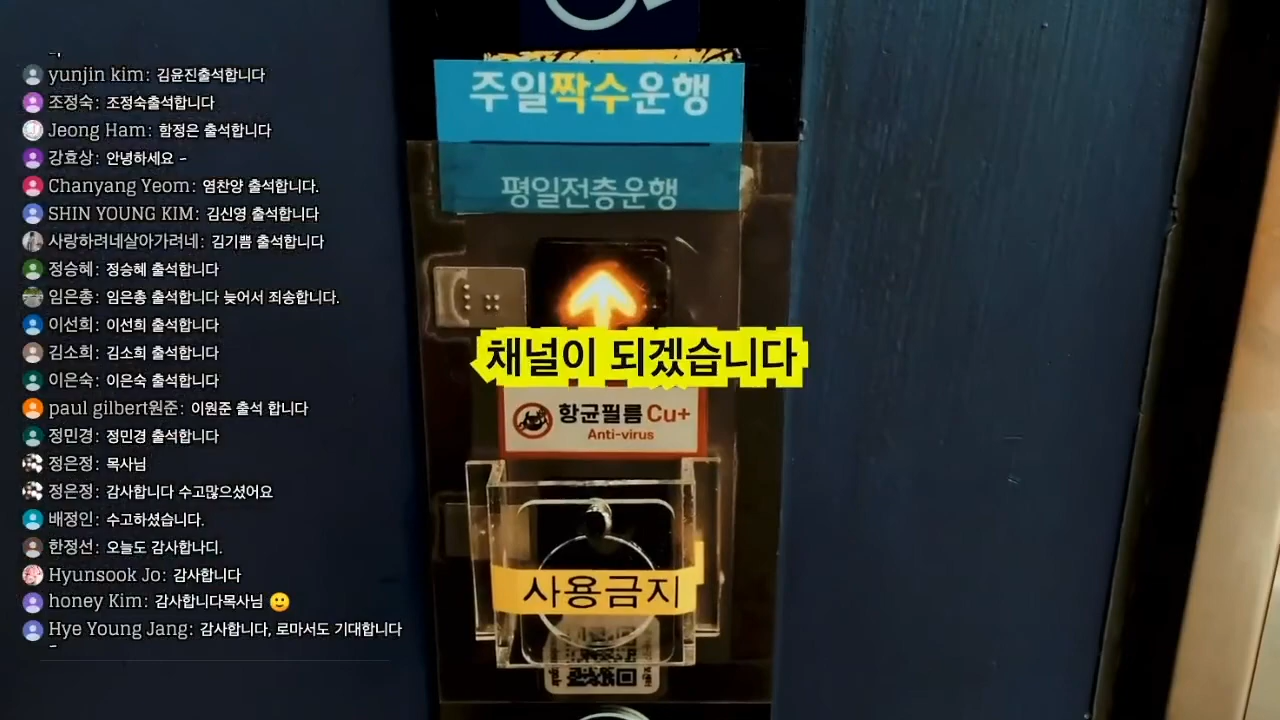 yunjin kim: 김윤진출석합니다
조정숙: 조정숙출석합니다
Jeong Ham: 함정은 출석합니다
강효상: 안녕하세요 ~
Chanyang Yeom: 염찬양 출석합니다.
SHIN YOUNG KIM: 김신영 출석합니다
사랑하려네살아가려네: 김기쁨 출석합니다
정승혜: 정승혜 출석합니다
임은총: 임은총 출석합니다 늦어서 죄송합니다.
이선희: 이선희 출석합니다
김소희: 김소희 출석합니다
이은숙: 이은숙 출석합니다
paul gilbert원준: 이원준 출석 합니다
정민경: 정민경 출석합니다
정은정: 목사님
정은정: 감사합니다 수고많으셨어요
배정인: 수고하셨습니다.
한정선: 오늘도 감사합나디.
Hyunsook Jo: 감사합니다
honey Kim: 감사합니다목사님 🙂
Hye Young Jang: 감사합니다, 로마서도 기대합니다
~
주일짝수운행
평일전층운행
채널이 되겠습니다
항균필름 Cu+
Anti-virus
사용금지